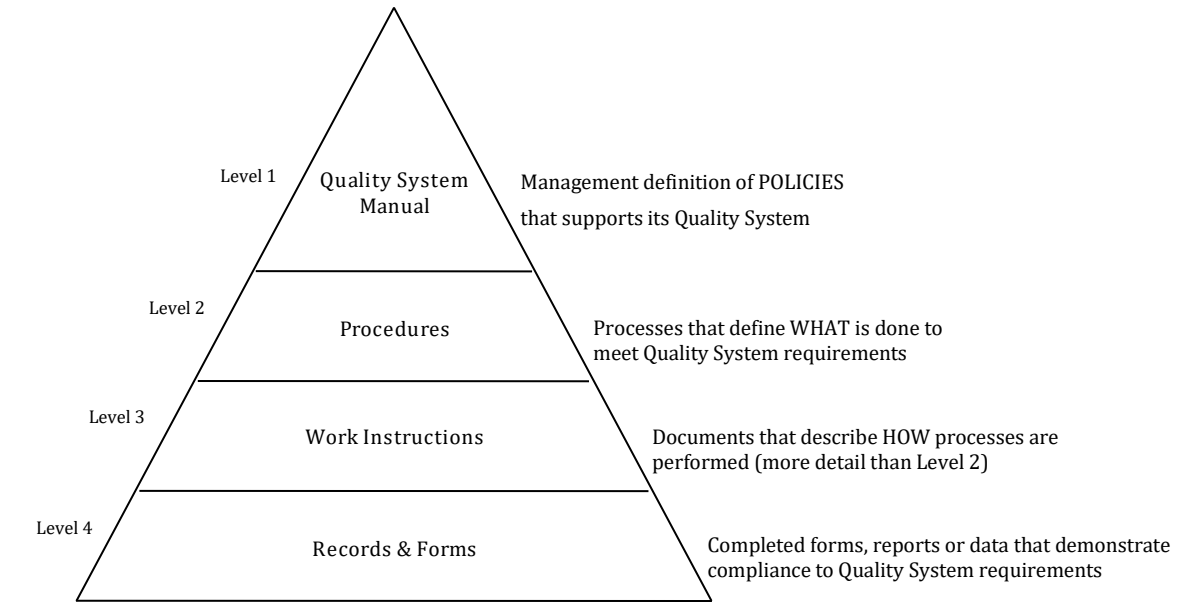 Level 1
Quality System
Manual
Management definition of POLICIES
that supports its Quality System
Level 2
Procedures
Processes that define WHAT is done to
meet Quality System requirements
Level 3
Work Instructions
Documents that describe HOW processes are
performed (more detail than Level 2)
Level 4
Records & Forms
Completed forms, reports or data that demonstrate
compliance to Quality System requirements